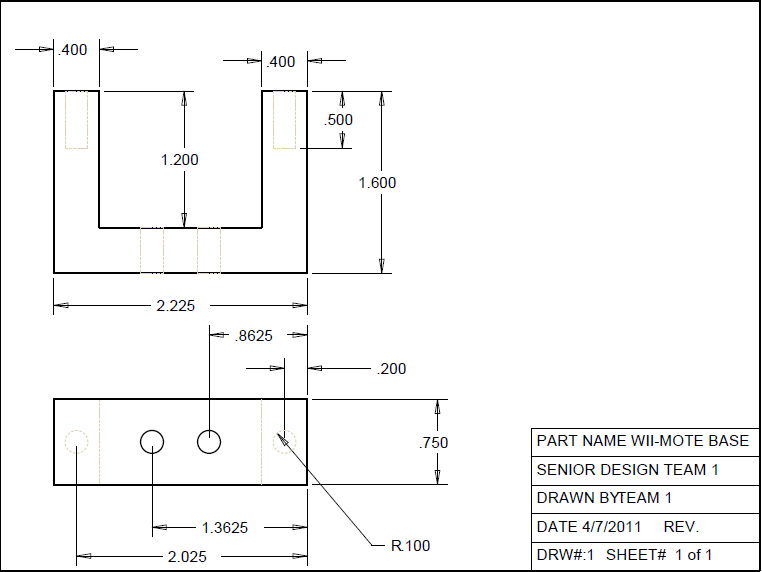 .400
.400
.500
1.200
1.600
2.225
.8625
.200
.750
1.3625
R.100
2.025
PART NAME WII-MOTE BASE
SENIOR DESIGN TEAM 1
DRAWN BYTEAM 1
DATE 4/7/2011 REV.
DRW#:1 SHEET# 1 of 1